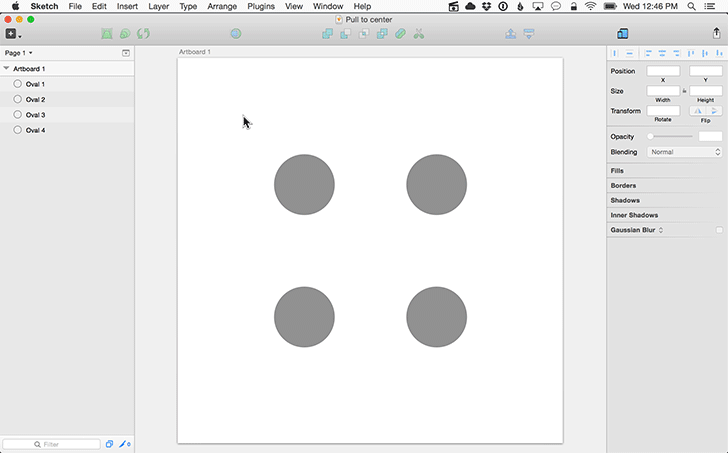 Sketch File Edit Insert Layer Type Arrange Plugins View Window Help Wed 12:46 PM
Pull to center
Page 1
Artboard 1
Oval 1
Oval 2
Oval 3
Oval 4
Filter
6
Artboard 1
Position
X Y
Size
Width Height
Transform
Rotate Flip
Opacity
Blending Normal
Fills
Borders
Shadows
Inner Shadows
Gaussian Blur